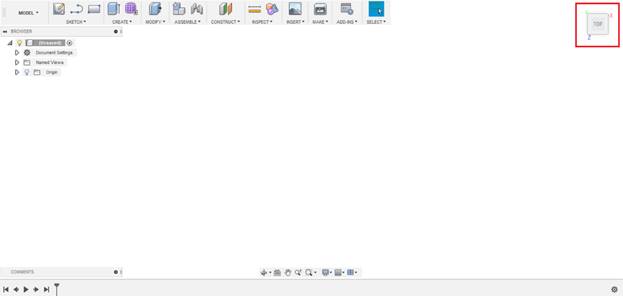 MODEL
SKETCH
CREATE
MODIFY
ASSEMBLE
CONSTRUCT
INSPECT
INSERT
MAKE
ADD-INS
SELECT
BROWSER
(Unsaved)
Document Settings
Named Views
Origin
TOP
X
Z
COMMENTS